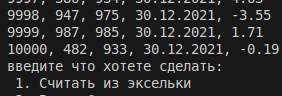 9998, 947, 975, 30.12.2021, -3.55
9999, 987, 985, 30.12.2021, 1.71
10000, 482, 933, 30.12.2021, -0.19
введите что хотете сделать:
1. Считать из эксельки